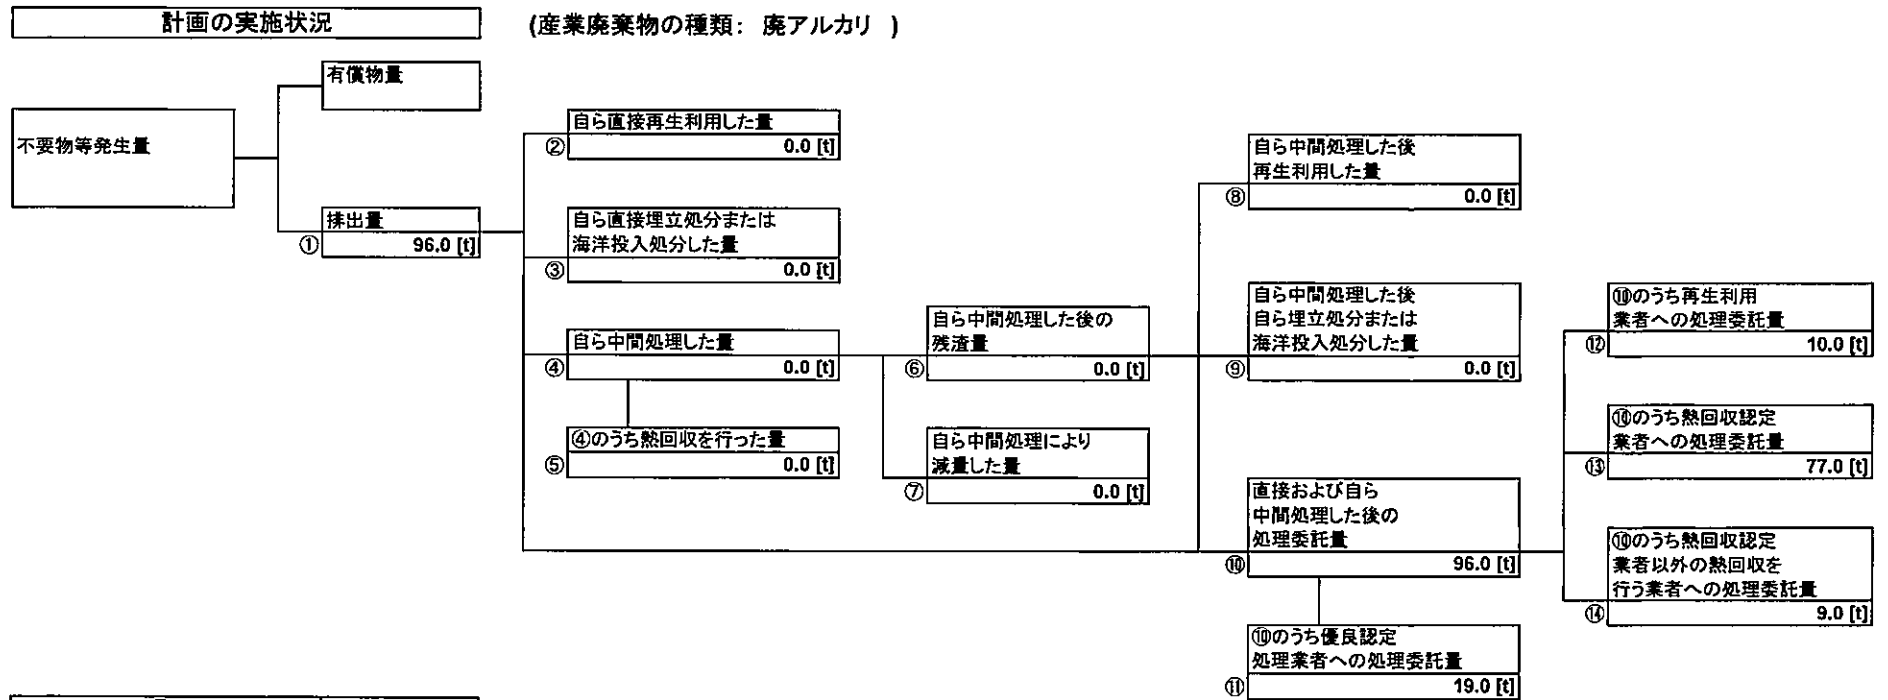 計画の実施状況
(産業廃棄物の種類： 廃アルカリ )
有償物量
不要物等発生量
排出量
① 96.0 [t]
自ら直接再生利用した量
② 0.0 [t]
自ら直接埋立処分または
海洋投入処分した量
③ 0.0 [t]
自ら中間処理した量
④ 0.0 [t]
④のうち熱回収を行った量
⑤ 0.0 [t]
自ら中間処理した後の
残渣量
⑥ 0.0 [t]
自ら中間処理により
減量した量
⑦ 0.0 [t]
自ら中間処理した後
再生利用した量
⑧ 0.0 [t]
自ら中間処理した後
自ら埋立処分または
海洋投入処分した量
⑨ 0.0 [t]
直接および自ら
中間処理した後の
処理委託量
⑩ 96.0 [t]
⑩のうち優良認定
処理業者への処理委託量
⑪ 19.0 [t]
⑩のうち再生利用
業者への処理委託量
⑫ 10.0 [t]
⑩のうち熱回収認定
業者への処理委託量
⑬ 77.0 [t]
⑩のうち熱回収認定
業者以外の熱回収を
行う業者への処理委託量
⑭ 9.0 [t]